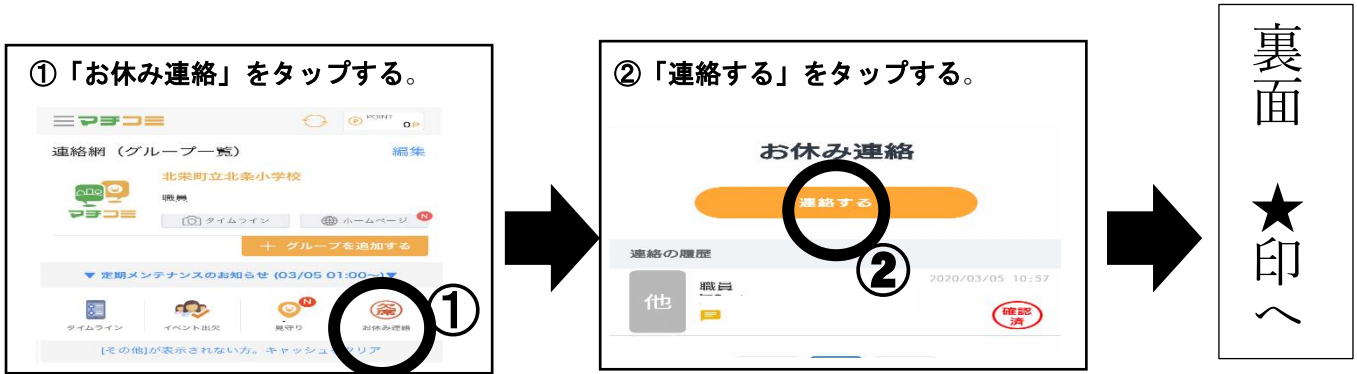 ①「お休み連絡」をタップする。
マチコミ
POINT
0P
連絡網（グループ一覧）
編集
北栄町立北条小学校
職員
マチコミ
タイムライン
ホームページ
N
＋ グループを追加する
▼ 定期メンテナンスのお知らせ (03/05 01:00~)▼
N
欠席
タイムライン
イベント出欠
見守り
お休み連絡
①
[その他]が表示されない方。キャッシュをクリア
②「連絡する」をタップする。
お休み連絡
連絡する
連絡の履歴
②
他
職員
2020/03/05 10:57
確認
済
裏面 ★印へ